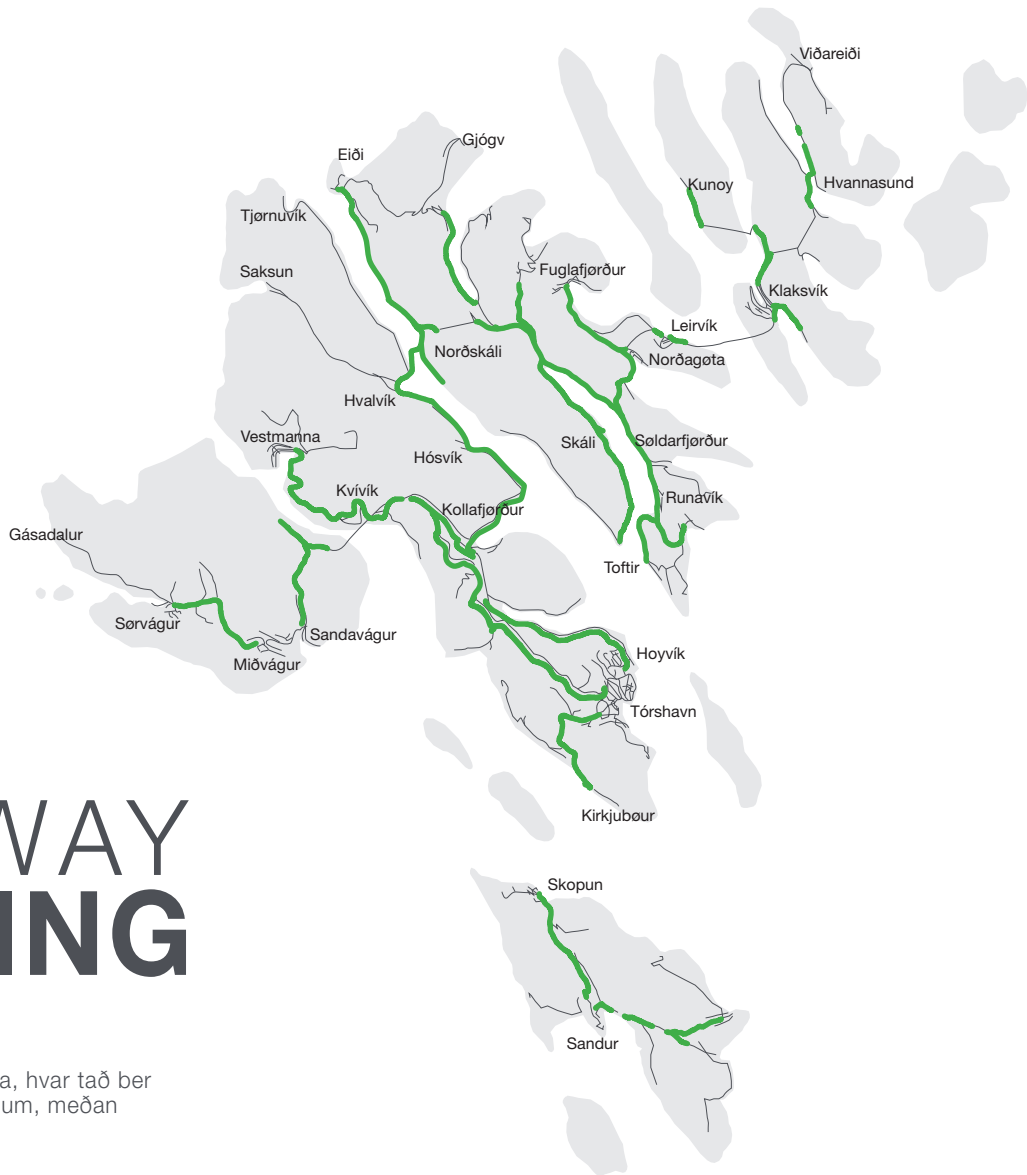 Viðareiði
Gjógv
Eiði
Kunoy
Hvannasund
Tjørnuvík
Saksun
Fuglafjørður
Klaksvík
Leirvík
Norðskáli
Norðagøta
Hvalvík
Vestmanna
Skáli
Søldarfjørður
Hósvík
Kvívík
Runavík
Kollafjørður
Gásadalur
Toftir
Sørvágur
Sandavágur
Miðvágur
Hoyvík
Tórshavn
Kirkjubøur
WAY
ING
Skopun
Sandur
a, hvar tað ber
um, meðan